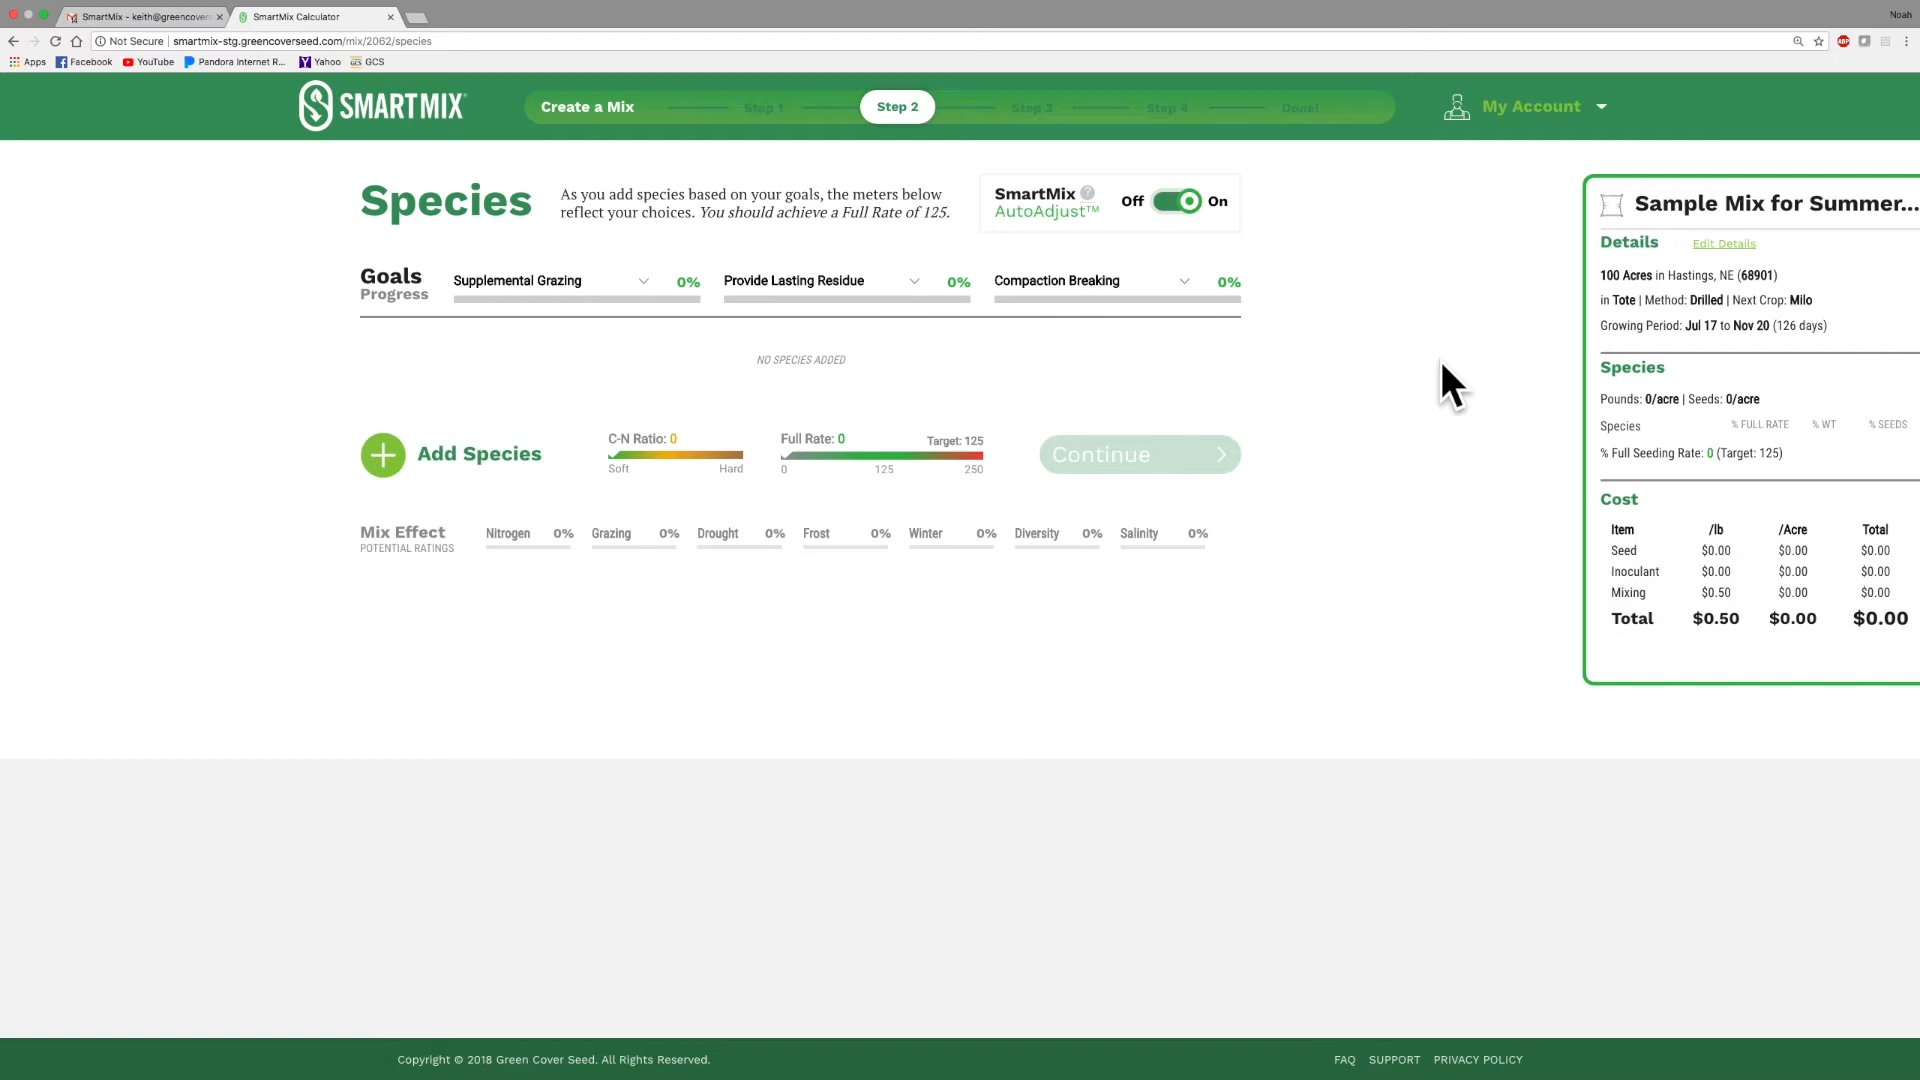 SmartMix - keith@greencovers
SmartMix Calculator
Noah
Not Secure | smartmix-stg.greencoverseed.com/mix/2062/species
ABP
Apps Facebook YouTube Pandora Internet R... Yahoo GCS GCS
SMARTMIX®
Create a Mix Step 1 Step 2 Step 3 Step 4 Done!
My Account
Species
As you add species based on your goals, the meters below
reflect your choices. You should achieve a Full Rate of 125.
SmartMix ?
AutoAdjust™
Off On
Goals
Progress
Supplemental Grazing 0%
Provide Lasting Residue 0%
Compaction Breaking 0%
NO SPECIES ADDED
Add Species
C-N Ratio: 0
Soft Hard
Full Rate: 0 Target: 125
0 125 250
Continue
Mix Effect
POTENTIAL RATINGS
Nitrogen 0% Grazing 0% Drought 0% Frost 0% Winter 0% Diversity 0% Salinity 0%
Sample Mix for Summer...
Details Edit Details
100 Acres in Hastings, NE (68901)
in Tote | Method: Drilled | Next Crop: Milo
Growing Period: Jul 17 to Nov 20 (126 days)
Species
Pounds: 0/acre | Seeds: 0/acre
Species % FULL RATE % WT % SEEDS
% Full Seeding Rate: 0 (Target: 125)
Cost
Item /lb /Acre Total
Seed $0.00 $0.00 $0.00
Inoculant $0.00 $0.00 $0.00
Mixing $0.50 $0.00 $0.00
Total $0.50 $0.00 $0.00
Copyright © 2018 Green Cover Seed. All Rights Reserved.
FAQ SUPPORT PRIVACY POLICY